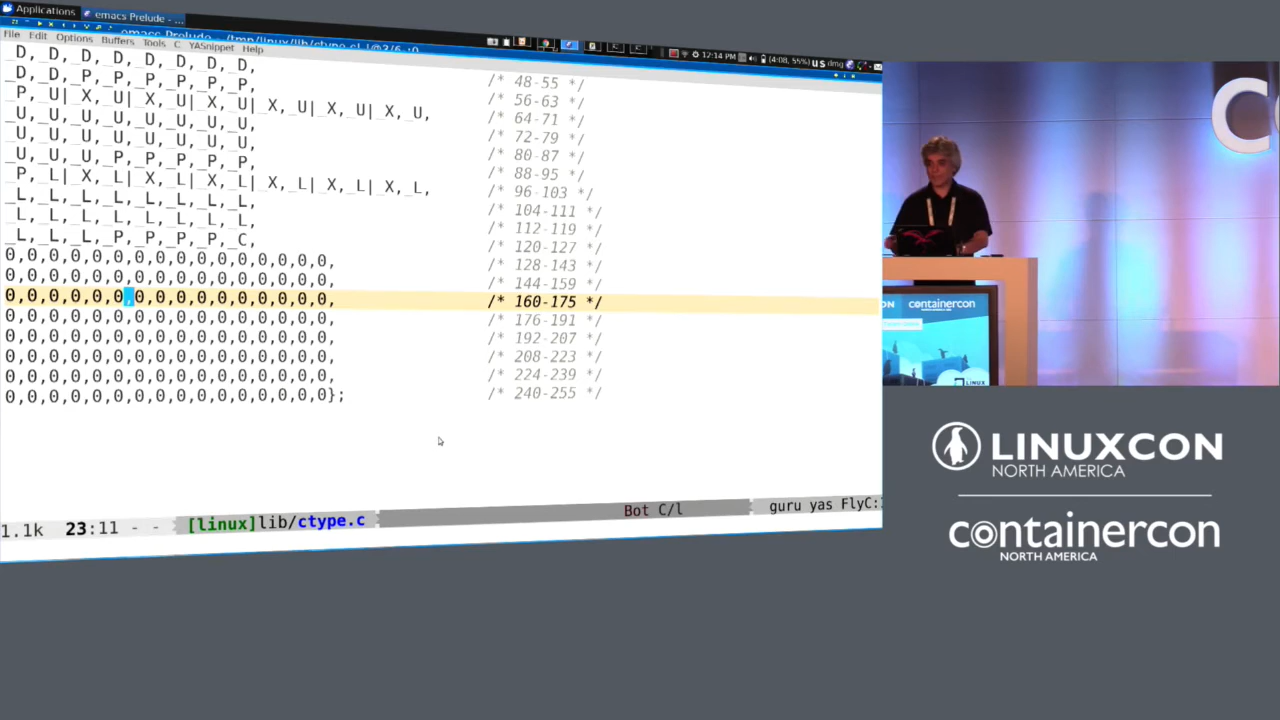 Applications emacs Prelude - ...
emacs Prelude - /tmp/linux/lib/ctype.c
12:14 PM (4:08, 55%) us dmg
File Edit Options Buffers Tools C YASnippet Help
_D,_D,_D,_D,_D,_D,_D,_D, /* 48-55 */
_D,_D,_P,_P,_P,_P,_P,_P, /* 56-63 */
_P,_U|_X,_U|_X,_U|_X,_U|_X,_U|_X,_U|_X,_U, /* 64-71 */
_U,_U,_U,_U,_U,_U,_U,_U, /* 72-79 */
_U,_U,_U,_U,_U,_U,_U,_U, /* 80-87 */
_U,_U,_U,_P,_P,_P,_P,_P, /* 88-95 */
_P,_L|_X,_L|_X,_L|_X,_L|_X,_L|_X,_L|_X,_L, /* 96-103 */
_L,_L,_L,_L,_L,_L,_L,_L, /* 104-111 */
_L,_L,_L,_L,_L,_L,_L,_L, /* 112-119 */
_L,_L,_L,_P,_P,_P,_P,_C, /* 120-127 */
0,0,0,0,0,0,0,0,0,0,0,0,0,0,0,0, /* 128-143 */
0,0,0,0,0,0,0,0,0,0,0,0,0,0,0,0, /* 144-159 */
0,0,0,0,0,0,0,0,0,0,0,0,0,0,0,0, /* 160-175 */
0,0,0,0,0,0,0,0,0,0,0,0,0,0,0,0, /* 176-191 */
0,0,0,0,0,0,0,0,0,0,0,0,0,0,0,0, /* 192-207 */
0,0,0,0,0,0,0,0,0,0,0,0,0,0,0,0, /* 208-223 */
0,0,0,0,0,0,0,0,0,0,0,0,0,0,0,0, /* 224-239 */
0,0,0,0,0,0,0,0,0,0,0,0,0,0,0,0}; /* 240-255 */
1.1k 23:11 - - [linux]lib/ctype.c Bot C/l guru yas FlyC:
C
ON containercon
LINUX
LINUXCON
NORTH AMERICA
containercon
NORTH AMERICA